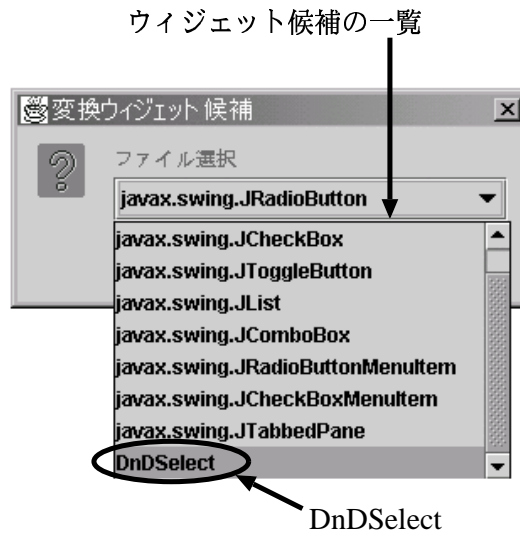 ウィジェット候補の一覧
変換ウィジェット候補
ファイル選択
javax.swing.JRadioButton
javax.swing.JCheckBox
javax.swing.JToggleButton
javax.swing.JList
javax.swing.JComboBox
javax.swing.JRadioButtonMenuItem
javax.swing.JCheckBoxMenuItem
javax.swing.JTabbedPane
DnDSelect
DnDSelect